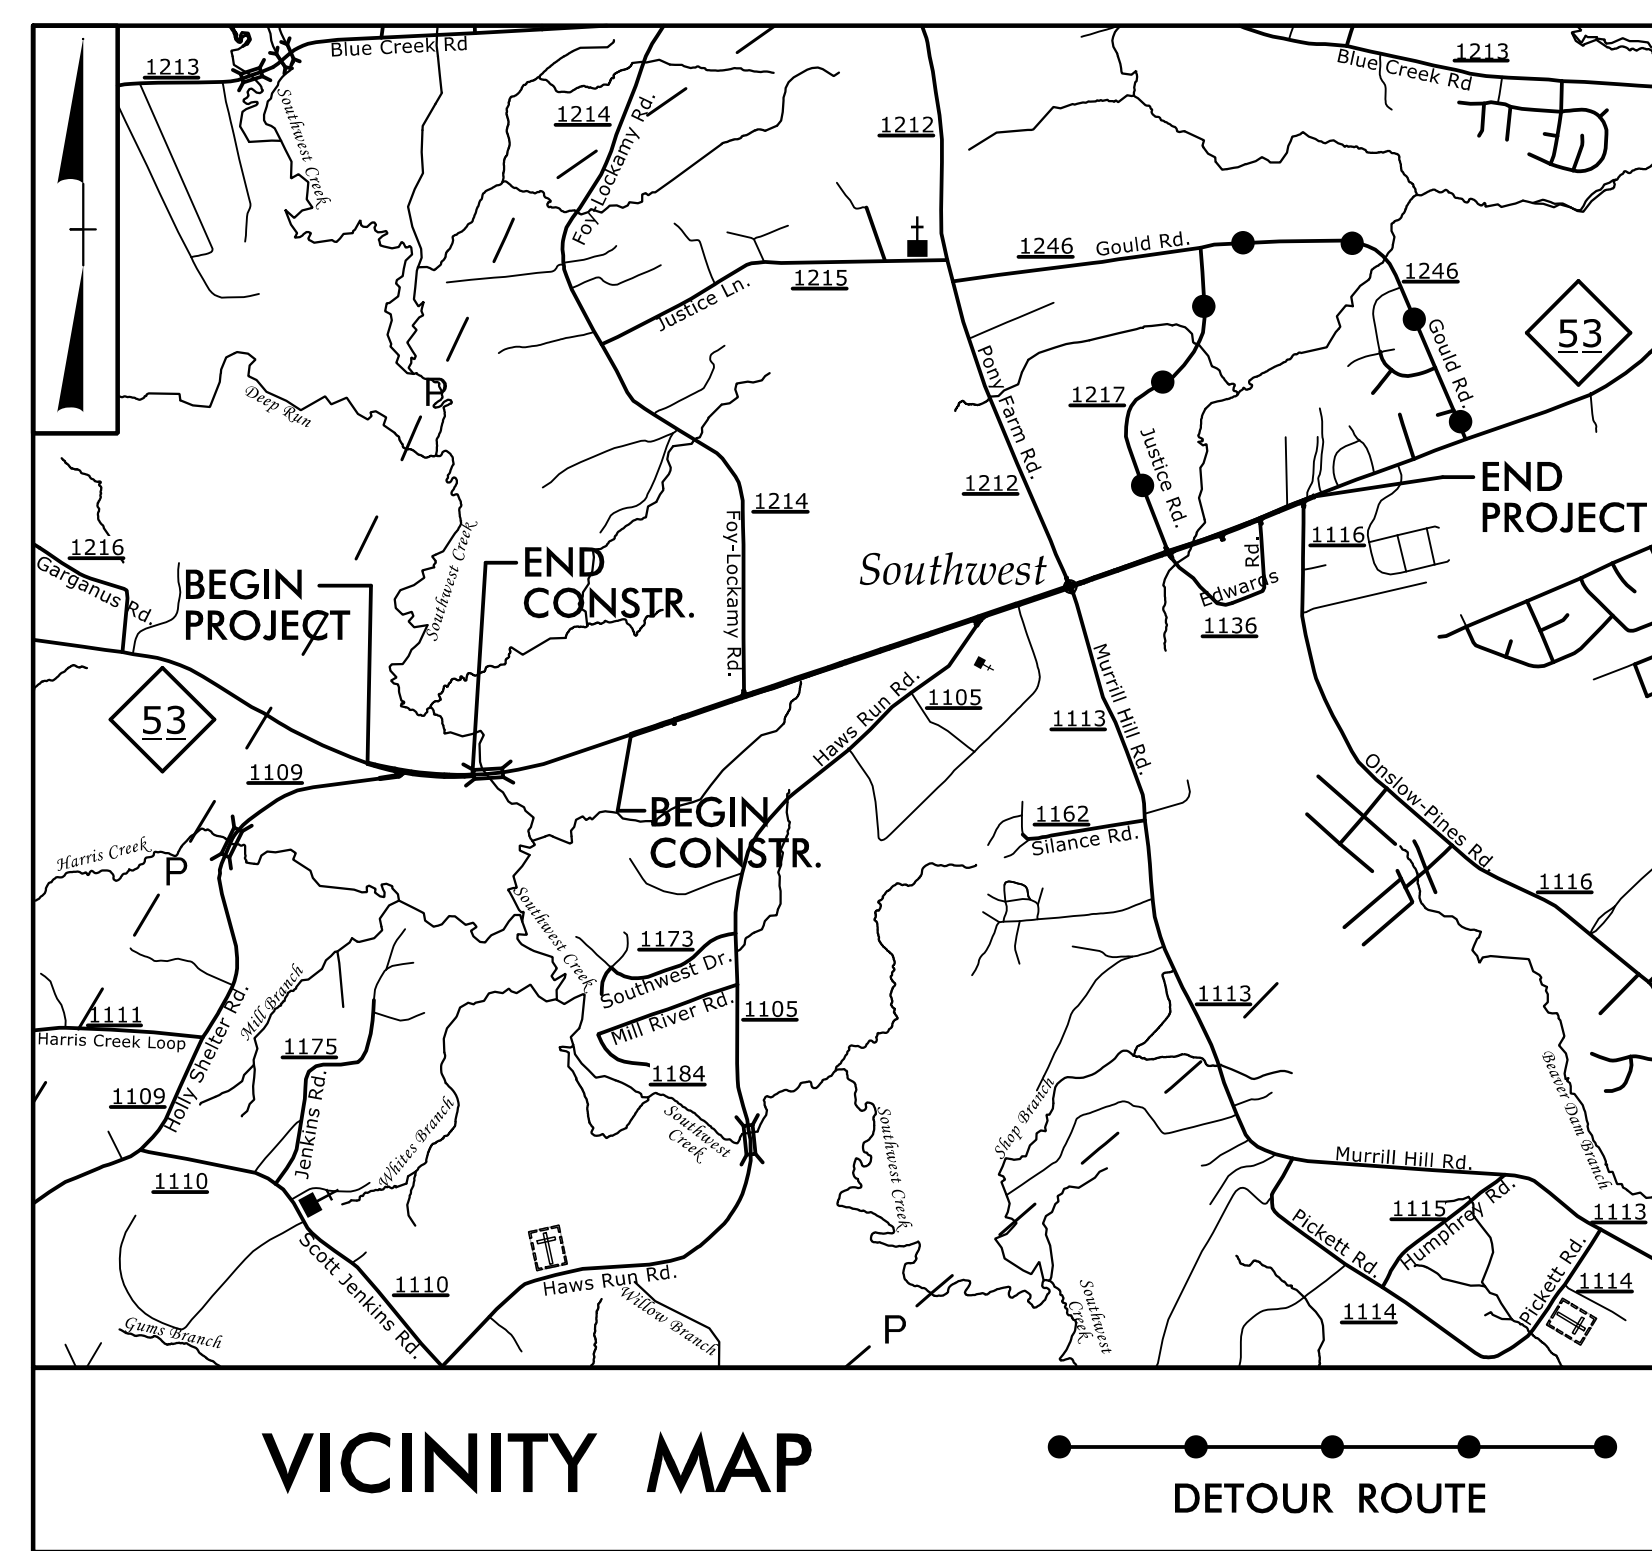 Blue Creek Rd
1213
1213
Blue Creek Rd
Southwest Creek
1214
Foy-Lockamy Rd.
1212
1246
Gould Rd.
1246
1215
Justice Ln.
53
Gould Rd.
Pony Farm Rd.
1217
P
Deep Run
Justice Rd.
1212
END
PROJECT
1214
Foy-Lockamy Rd.
1216
Garganus Rd.
Southwest Creek
BEGIN
PROJECT
END
CONSTR.
Southwest
1116
Edwards Rd.
1136
53
1109
Haws Run Rd.
1105
1113
Murrill Hill Rd.
Onslow-Pines Rd.
BEGIN
CONSTR.
1162
Silance Rd.
Harris Creek
P
1116
Southwest Creek
1173
Southwest Dr.
Mill River Rd.
1105
1113
1111
Harris Creek Loop
Holly Shelter Rd.
Mill Branch
1175
1184
1109
Jenkins Rd.
Whites Branch
Southwest
Creek
Southwest Creek
Shop Branch
Beaver Dam Branch
Murrill Hill Rd.
1110
1115
Humphrey Rd.
1113
Pickett Rd.
Pickett Rd.
1114
Scott Jenkins Rd.
1110
Haws Run Rd.
Willow Branch
Gums Branch
P
Southwest
Creek
1114
VICINITY MAP
DETOUR ROUTE